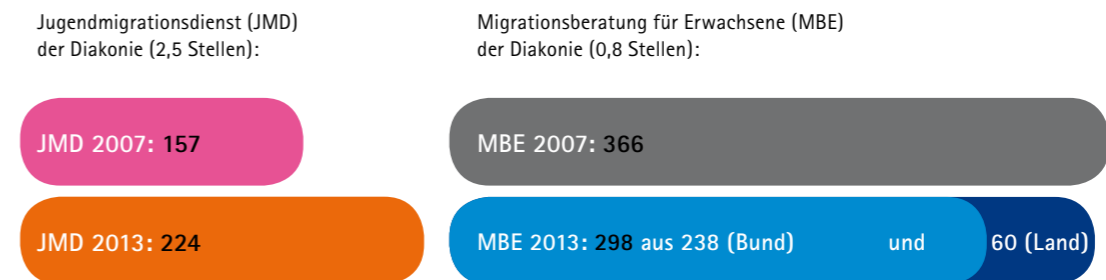 Jugendmigrationsdienst (JMD)
der Diakonie (2,5 Stellen):
JMD 2007: 157
JMD 2013: 224
Migrationsberatung für Erwachsene (MBE)
der Diakonie (0,8 Stellen):
MBE 2007: 366
MBE 2013: 298 aus 238 (Bund) und 60 (Land)